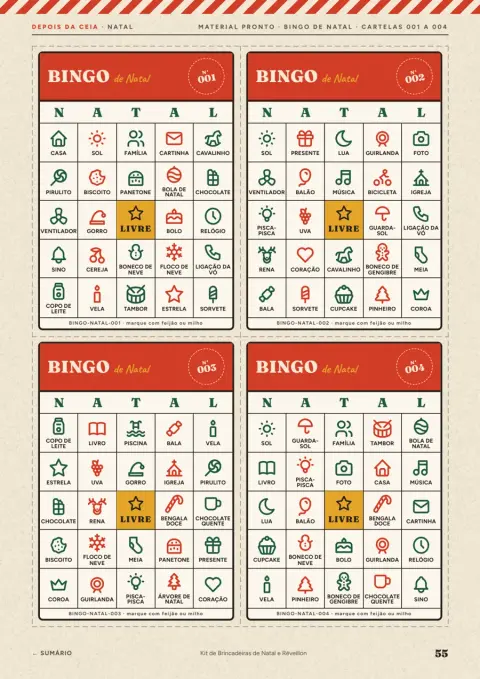 DEPOIS DA CEIA · NATAL
MATERIAL PRONTO · BINGO DE NATAL · CARTELAS 001 A 004
BINGO de Natal
Nº 001
N A T A L
CASA SOL FAMÍLIA CARTINHA CAVALINHO
PIRULITO BISCOITO PANETONE BOLA DE NATAL CHOCOLATE
VENTILADOR GORRO LIVRE BOLO RELÓGIO
SINO CEREJA BONECO DE NEVE FLOCO DE NEVE LIGAÇÃO DA VÓ
COPO DE LEITE VELA TAMBOR ESTRELA SORVETE
BINGO-NATAL-001 · marque com feijão ou milho
BINGO de Natal
Nº 002
N A T A L
SOL PRESENTE LUA GUIRLANDA FOTO
VENTILADOR BALÃO MÚSICA BICICLETA IGREJA
PISCA-PISCA UVA LIVRE GUARDA-SOL LIGAÇÃO DA VÓ
RENA CORAÇÃO CAVALINHO BONECO DE GENGIBRE MEIA
BALA SORVETE CUPCAKE PINHEIRO COROA
BINGO-NATAL-002 · marque com feijão ou milho
BINGO de Natal
Nº 003
N A T A L
COPO DE LEITE LIVRO PISCINA BALA VELA
ESTRELA UVA GORRO IGREJA PIRULITO
CHOCOLATE RENA LIVRE BENGALA DOCE CHOCOLATE QUENTE
BISCOITO FLOCO DE NEVE MEIA PANETONE PRESENTE
COROA GUIRLANDA PISCA-PISCA ÁRVORE DE NATAL CORAÇÃO
BINGO-NATAL-003 · marque com feijão ou milho
BINGO de Natal
Nº 004
N A T A L
SOL GUARDA-SOL FAMÍLIA TAMBOR BOLA DE NATAL
LIVRO PISCA-PISCA FOTO CASA MÚSICA
LUA BALÃO LIVRE BENGALA DOCE CARTINHA
CUPCAKE BONECO DE NEVE BOLO GUIRLANDA RELÓGIO
VELA PINHEIRO BONECO DE GENGIBRE CHOCOLATE QUENTE SINO
BINGO-NATAL-004 · marque com feijão ou milho
← SUMÁRIO
Kit de Brincadeiras de Natal e Réveillon
55